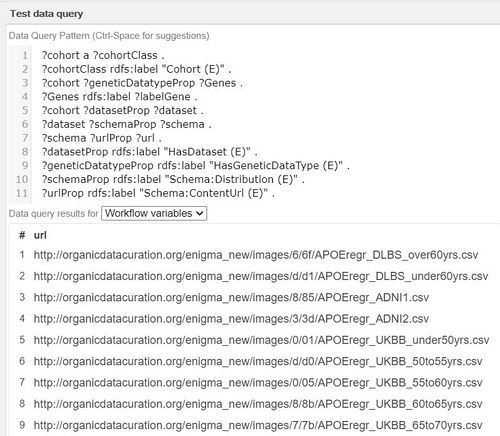 Test data query
Data Query Pattern (Ctrl-Space for suggestions)
1 ?cohort a ?cohortClass .
2 ?cohortClass rdfs:label "Cohort (E)" .
3 ?cohort ?geneticDatatypeProp ?Genes .
4 ?Genes rdfs:label ?labelGene .
5 ?cohort ?datasetProp ?dataset .
6 ?dataset ?schemaProp ?schema .
7 ?schema ?urlProp ?url .
8 ?datasetProp rdfs:label "HasDataset (E)" .
9 ?geneticDatatypeProp rdfs:label "HasGeneticDataType (E)" .
10 ?schemaProp rdfs:label "Schema:Distribution (E)" .
11 ?urlProp rdfs:label "Schema:ContentUrl (E)" .
Data query results for Workflow variables
# url
1 http://organicdatacuration.org/enigma_new/images/6/6f/APOEregr_DLBS_over60yrs.csv
2 http://organicdatacuration.org/enigma_new/images/d/d1/APOEregr_DLBS_under60yrs.csv
3 http://organicdatacuration.org/enigma_new/images/8/85/APOEregr_ADNI1.csv
4 http://organicdatacuration.org/enigma_new/images/3/3d/APOEregr_ADNI2.csv
5 http://organicdatacuration.org/enigma_new/images/0/01/APOEregr_UKBB_under50yrs.csv
6 http://organicdatacuration.org/enigma_new/images/d/d0/APOEregr_UKBB_50to55yrs.csv
7 http://organicdatacuration.org/enigma_new/images/0/05/APOEregr_UKBB_55to60yrs.csv
8 http://organicdatacuration.org/enigma_new/images/8/8b/APOEregr_UKBB_60to65yrs.csv
9 http://organicdatacuration.org/enigma_new/images/7/7b/APOEregr_UKBB_65to70yrs.csv